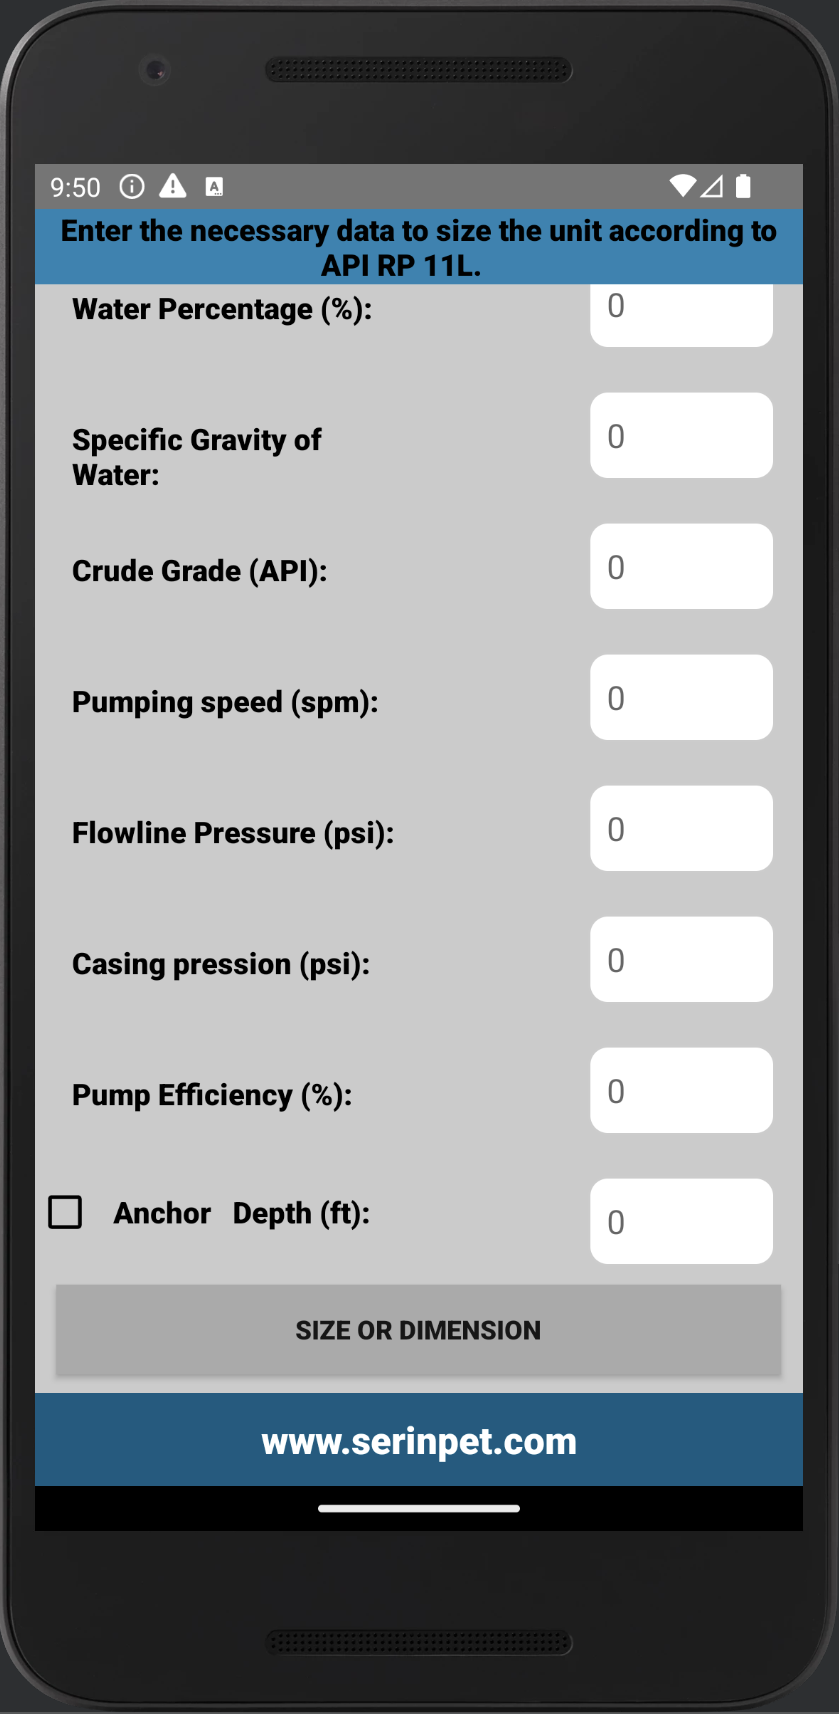 9:50
Enter the necessary data to size the unit according to
API RP 11L.
Water Percentage (%): 0
Specific Gravity of
Water: 0
Crude Grade (API): 0
Pumping speed (spm): 0
Flowline Pressure (psi): 0
Casing pression (psi): 0
Pump Efficiency (%): 0
Anchor Depth (ft): 0
SIZE OR DIMENSION
www.serinpet.com